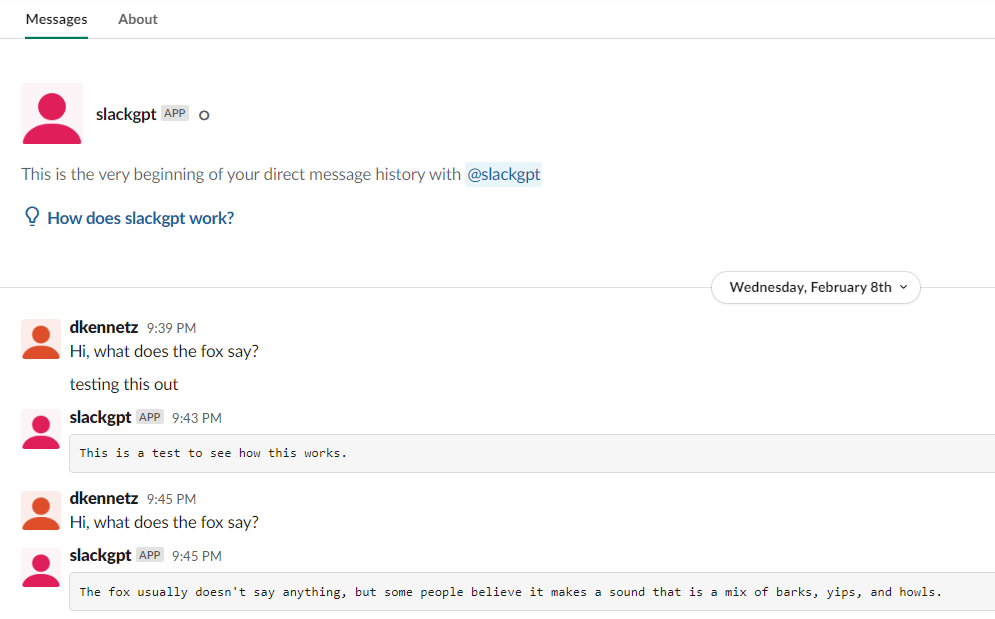 Messages About
slackgpt APP
This is the very beginning of your direct message history with @slackgpt
How does slackgpt work?
Wednesday, February 8th
dkennetz 9:39 PM
Hi, what does the fox say?
testing this out
slackgpt APP 9:43 PM
This is a test to see how this works.
dkennetz 9:45 PM
Hi, what does the fox say?
slackgpt APP 9:45 PM
The fox usually doesn't say anything, but some people believe it makes a sound that is a mix of barks, yips, and howls.